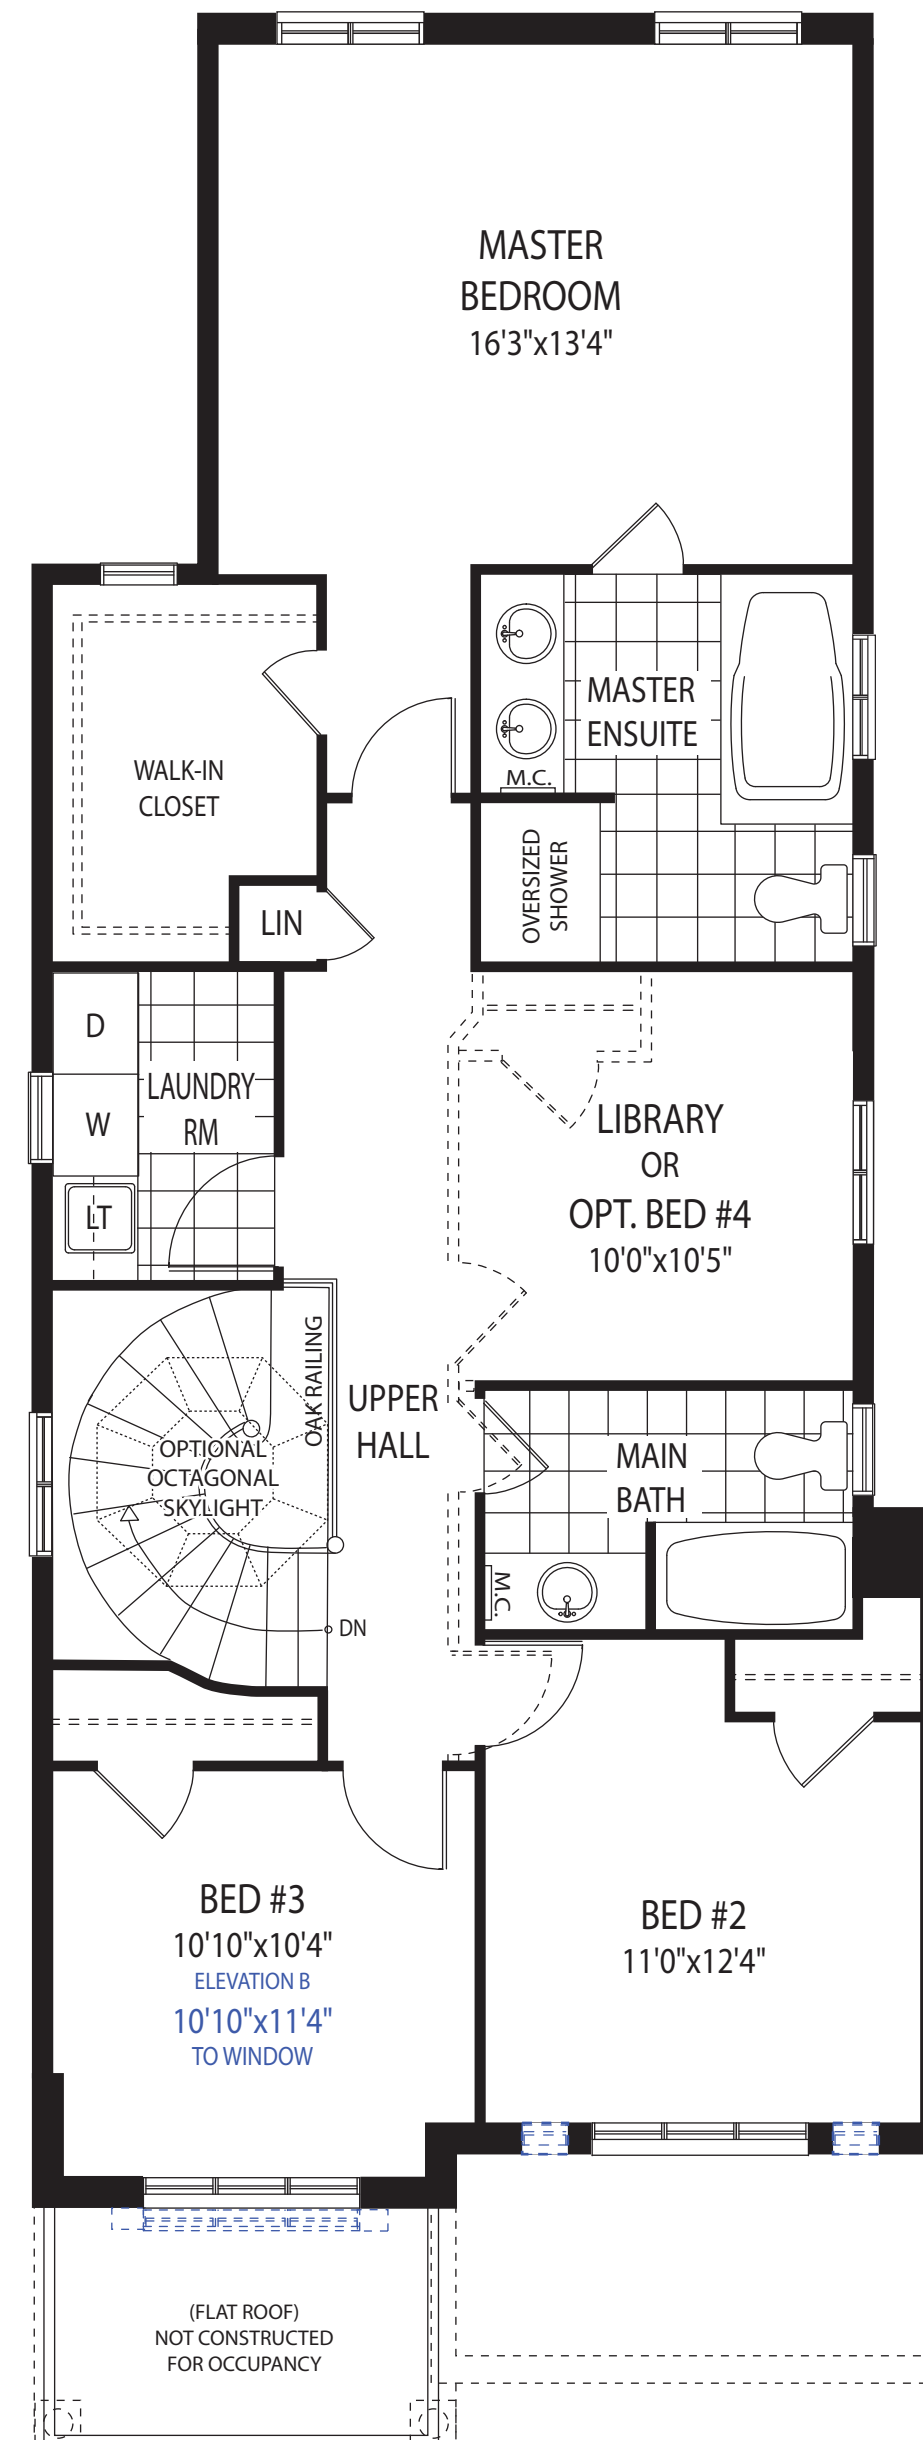 MASTER
BEDROOM
16'3"x13'4"
MASTER
ENSUITE
M.C.
WALK-IN
CLOSET
OVERSIZED
SHOWER
LIN
D
W
LT
LAUNDRY
RM
LIBRARY
OR
OPT. BED #4
10'0"x10'5"
OAK RAILING
UPPER
HALL
OPTIONAL
OCTAGONAL
SKYLIGHT
MAIN
BATH
M.C.
DN
BED #3
10'10"x10'4"
ELEVATION B
10'10"x11'4"
TO WINDOW
BED #2
11'0"x12'4"
(FLAT ROOF)
NOT CONSTRUCTED
FOR OCCUPANCY